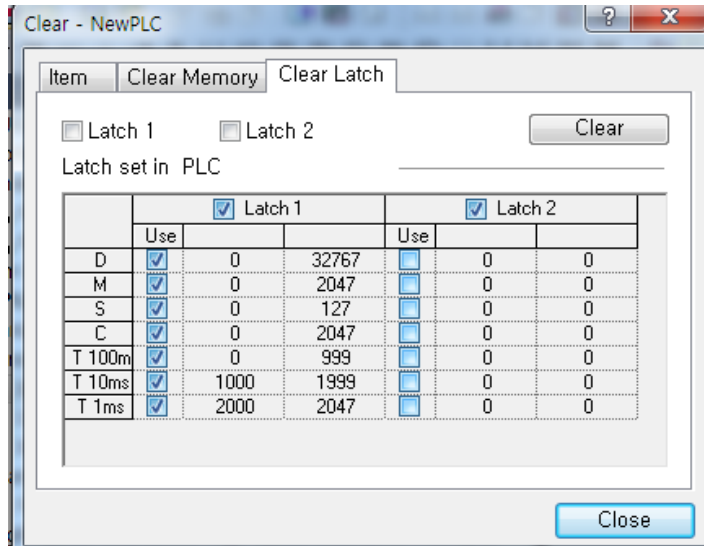 Clear - NewPLC
Item Clear Memory Clear Latch
Latch 1 Latch 2 Clear
Latch set in PLC
Latch 1 Latch 2
Use Use
D 0 32767 0 0
M 0 2047 0 0
S 0 127 0 0
C 0 2047 0 0
T 100m 0 999 0 0
T 10ms 1000 1999 0 0
T 1ms 2000 2047 0 0
Close